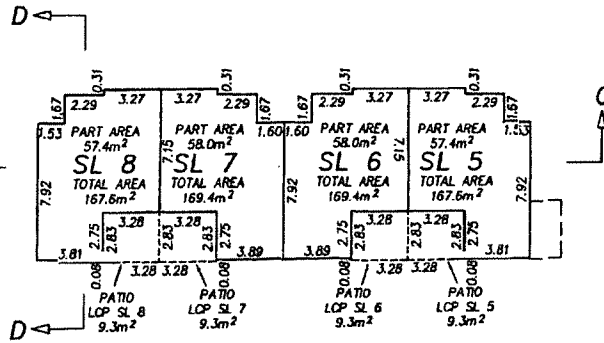 D
0.31
0.31
0.31
0.31
2.29
3.27
3.27
2.29
2.29
3.27
3.27
2.29
1.67
1.67
1.67
1.67
1.53
1.60
1.60
1.53
PART AREA
57.4m²
SL 8
TOTAL AREA
167.6m²
PART AREA
58.0m²
SL 7
TOTAL AREA
169.4m²
PART AREA
58.0m²
SL 6
TOTAL AREA
169.4m²
PART AREA
57.4m²
SL 5
TOTAL AREA
167.6m²
7.15
7.15
7.92
7.92
7.92
3.28
3.28
3.28
3.28
2.75
2.83
2.83
2.75
2.75
2.83
2.83
2.75
3.81
3.89
3.89
3.81
0.08
3.28
3.28
0.08
0.08
3.28
3.28
0.08
PATIO
LCP SL 8
9.3m²
PATIO
LCP SL 7
9.3m²
PATIO
LCP SL 6
9.3m²
PATIO
LCP SL 5
9.3m²
D